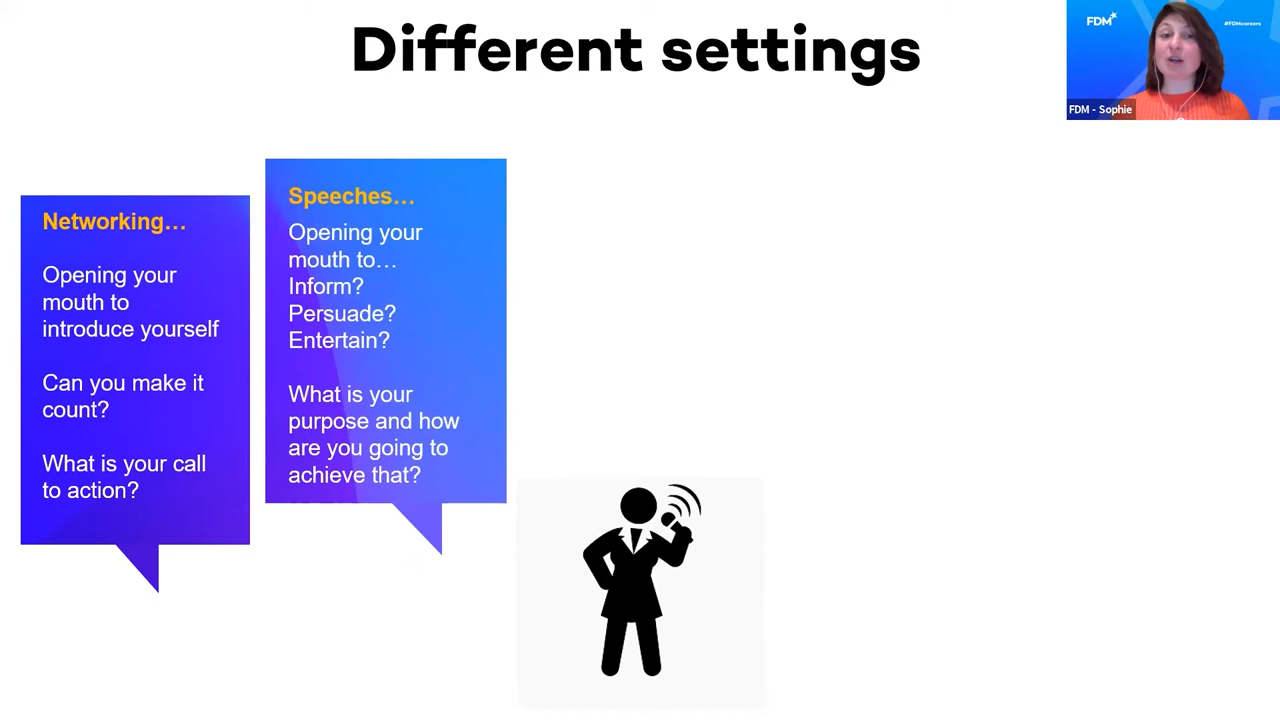 Different settings
FDM
#FDMcareers
FDM - Sophie
Networking…
Opening your
mouth to
introduce yourself
Can you make it
count?
What is your call
to action?
Speeches…
Opening your
mouth to…
Inform?
Persuade?
Entertain?
What is your
purpose and how
are you going to
achieve that?